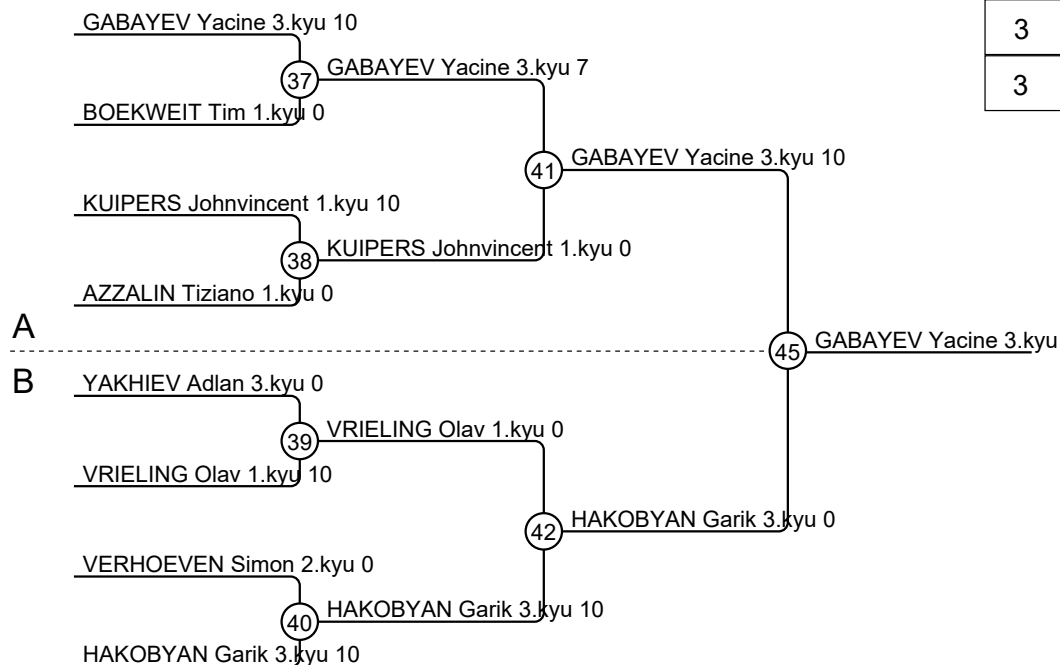 GABAYEV Yacine 3.kyu 10
3
37
GABAYEV Yacine 3.kyu 7
3
BOEKWEIT Tim 1.kyu 0
41
GABAYEV Yacine 3.kyu 10
KUIPERS Johnvincent 1.kyu 10
38
KUIPERS Johnvincent 1.kyu 0
AZZALIN Tiziano 1.kyu 0
A
45
GABAYEV Yacine 3.kyu
B
YAKHIEV Adlan 3.kyu 0
39
VRIELING Olav 1.kyu 0
VRIELING Olav 1.kyu 10
42
HAKOBYAN Garik 3.kyu 0
VERHOEVEN Simon 2.kyu 0
40
HAKOBYAN Garik 3.kyu 10
HAKOBYAN Garik 3.kyu 10